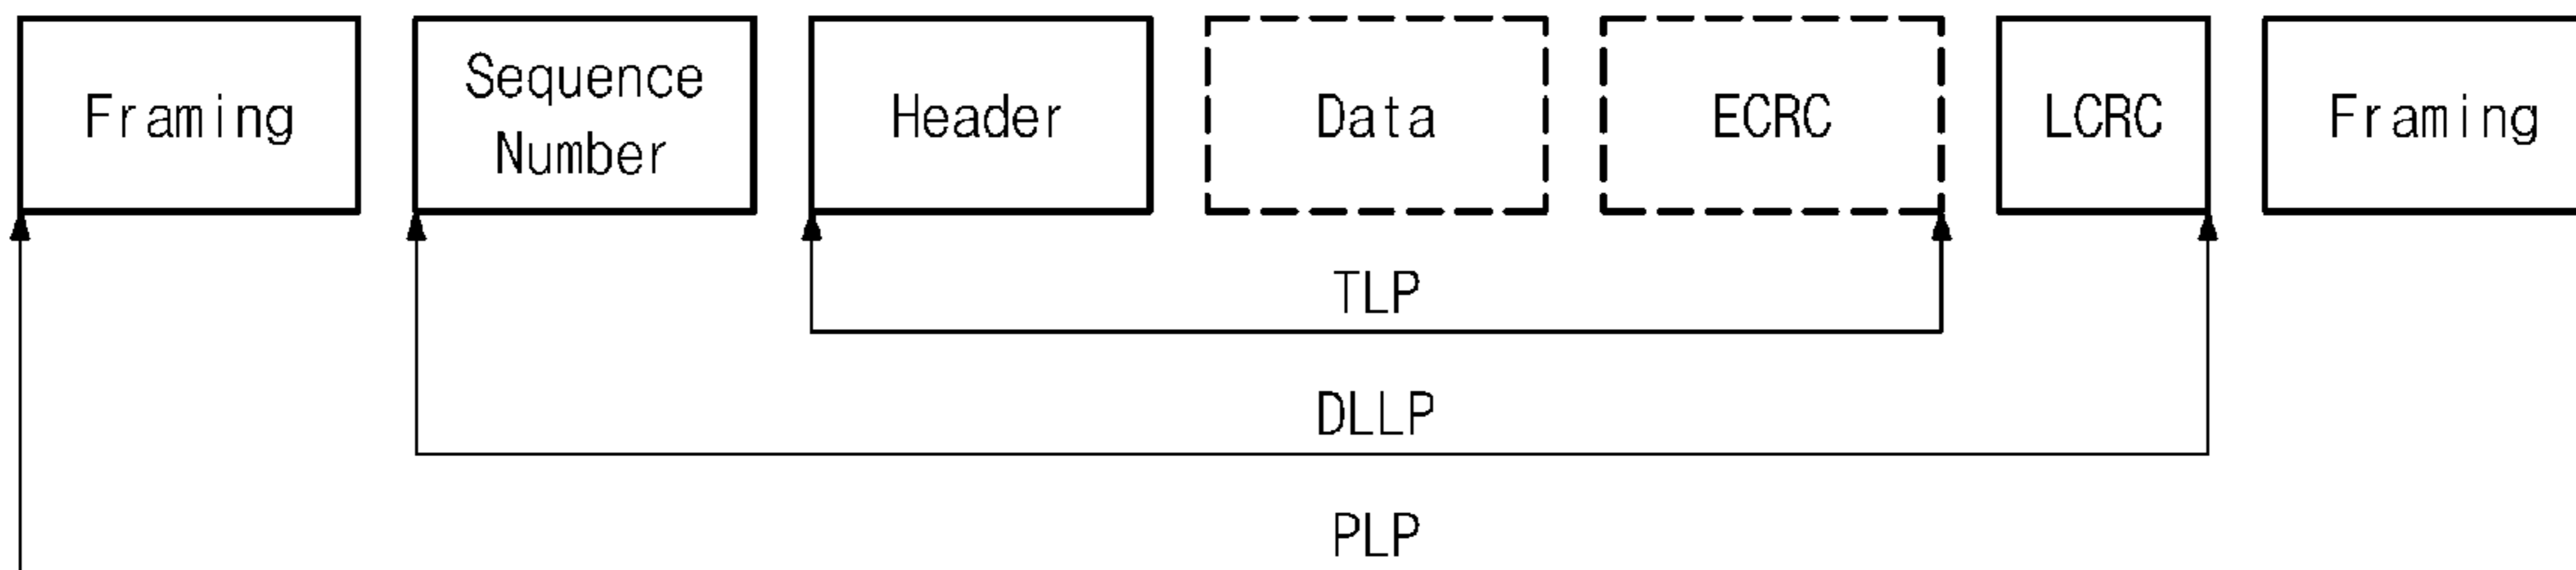 Framing
Sequence
Number
Header
Data
ECRC
LCRC
Framing
TLP
DLLP
PLP